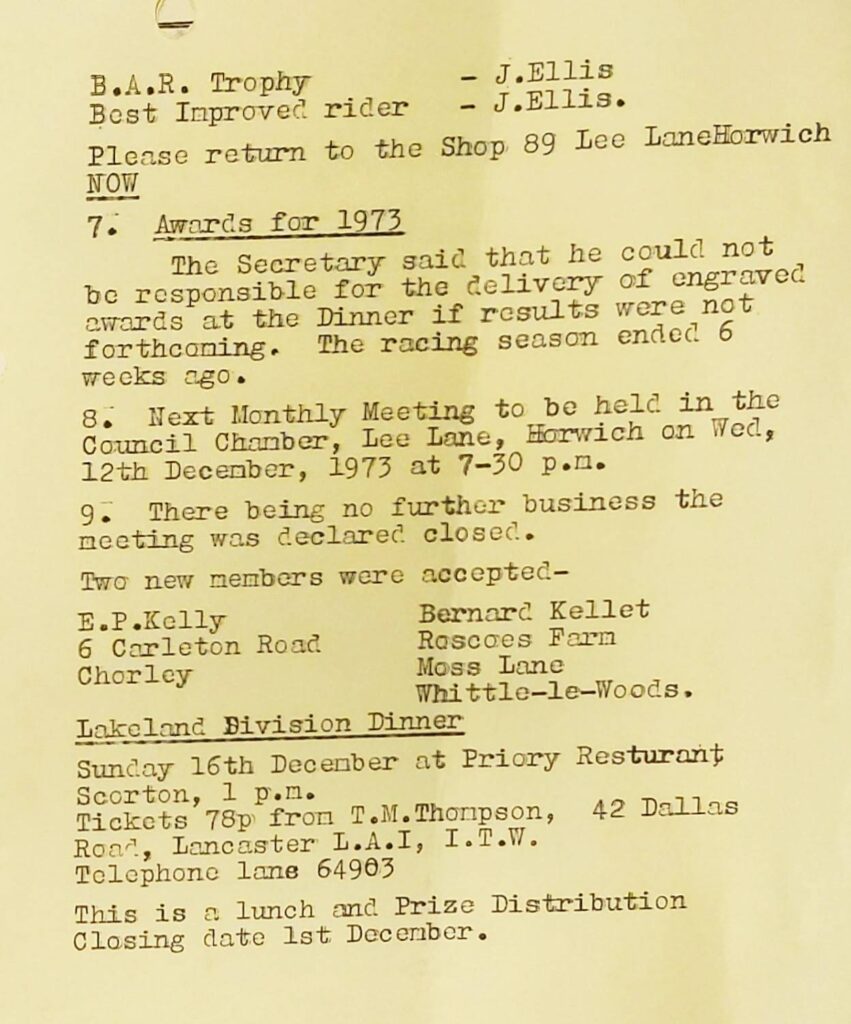 B.A.R. Trophy - J.Ellis
Best Improved rider - J.Ellis.
Please return to the Shop 89 Lee LaneHorwich
NOW
7. Awards for 1973
The Secretary said that he could not
be responsible for the delivery of engraved
awards at the Dinner if results were not
forthcoming. The racing season ended 6
weeks ago.
8. Next Monthly Meeting to be held in the
Council Chamber, Lee Lane, Horwich on Wed,
12th December, 1973 at 7-30 p.m.
9. There being no further business the
meeting was declared closed.
Two new members were accepted-
E.P.Kelly Bernard Kellet
6 Carleton Road Roscoes Farm
Chorley Moss Lane
Whittle-le-Woods.
Lakeland Division Dinner
Sunday 16th December at Priory Resturant
Scorton, 1 p.m.
Tickets 78p from T.M.Thompson, 42 Dallas
Road, Lancaster L.A.I, I.T.W.
Telephone lans 64903
This is a lunch and Prize Distribution
Closing date 1st December.